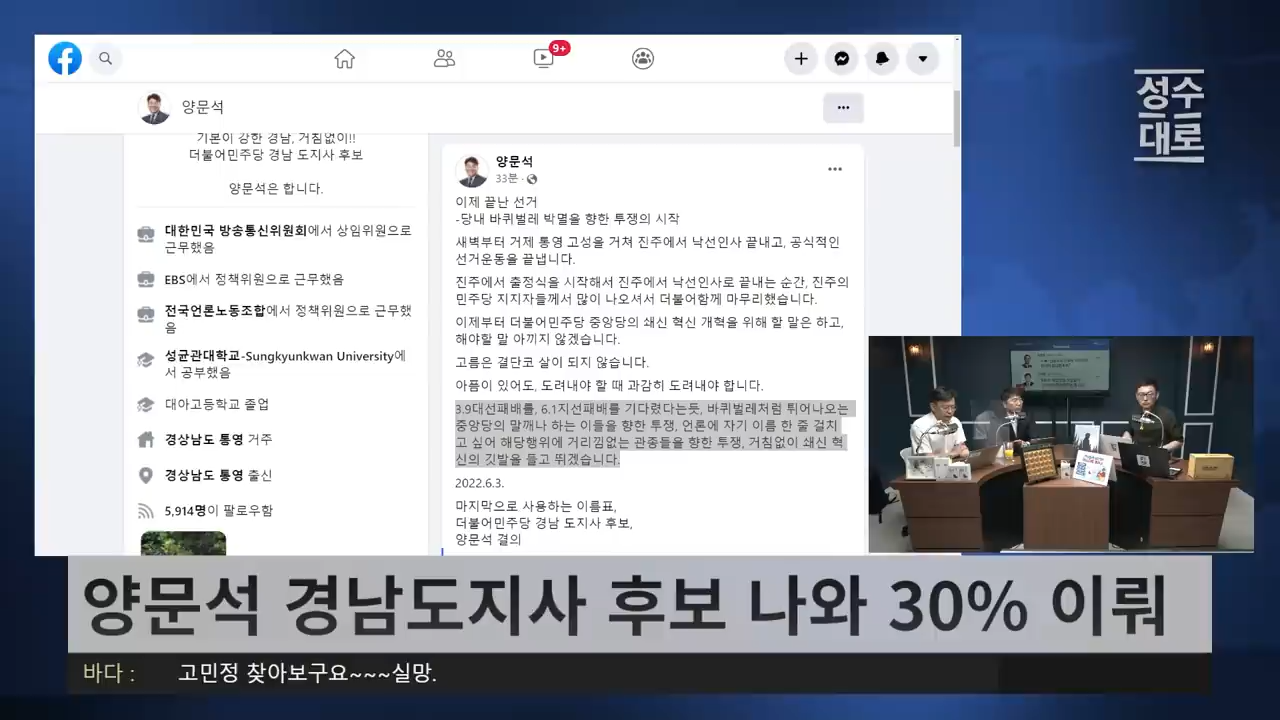 9+
양문석
기본이 강한 경남, 거침없이!!
더불어민주당 경남 도지사 후보
양문석은 합니다.
대한민국 방송통신위원회에서 상임위원으로
근무했음
EBS에서 정책위원으로 근무했음
전국언론노동조합에서 정책위원으로 근무했
음
성균관대학교-Sungkyunkwan University에
서 공부했음
대아고등학교 졸업
경상남도 통영 거주
경상남도 통영 출신
5,914명이 팔로우함
양문석
33분 ·
이제 끝난 선거
-당내 바퀴벌레 박멸을 향한 투쟁의 시작
새벽부터 거제 통영 고성을 거쳐 진주에서 낙선인사 끝내고, 공식적인
선거운동을 끝냅니다.
진주에서 출정식을 시작해서 진주에서 낙선인사로 끝내는 순간, 진주의
민주당 지지자들께서 많이 나오셔서 더불어함께 마무리했습니다.
이제부터 더불어민주당 중앙당의 쇄신 혁신 개혁을 위해 할 말은 하고,
해야할 말 아끼지 않겠습니다.
고름은 결단코 살이 되지 않습니다.
아픔이 있어도, 도려내야 할 때 과감히 도려내야 합니다.
3.9대선패배를, 6.1지선패배를 기다렸다는듯, 바퀴벌레처럼 튀어나오는
중앙당의 말깨나 하는 이들을 향한 투쟁, 언론에 자기 이름 한 줄 걸치
고 싶어 해당행위에 거리낌없는 관종들을 향한 투쟁, 거침없이 쇄신 혁
신의 깃발을 들고 뛰겠습니다.
2022.6.3.
마지막으로 사용하는 이름표,
더불어민주당 경남 도지사 후보,
양문석 결의
성수
대로
양문석 경남도지사 후보 나와 30% 이뤄
바다 : 고민정 찾아보구요~~~실망.